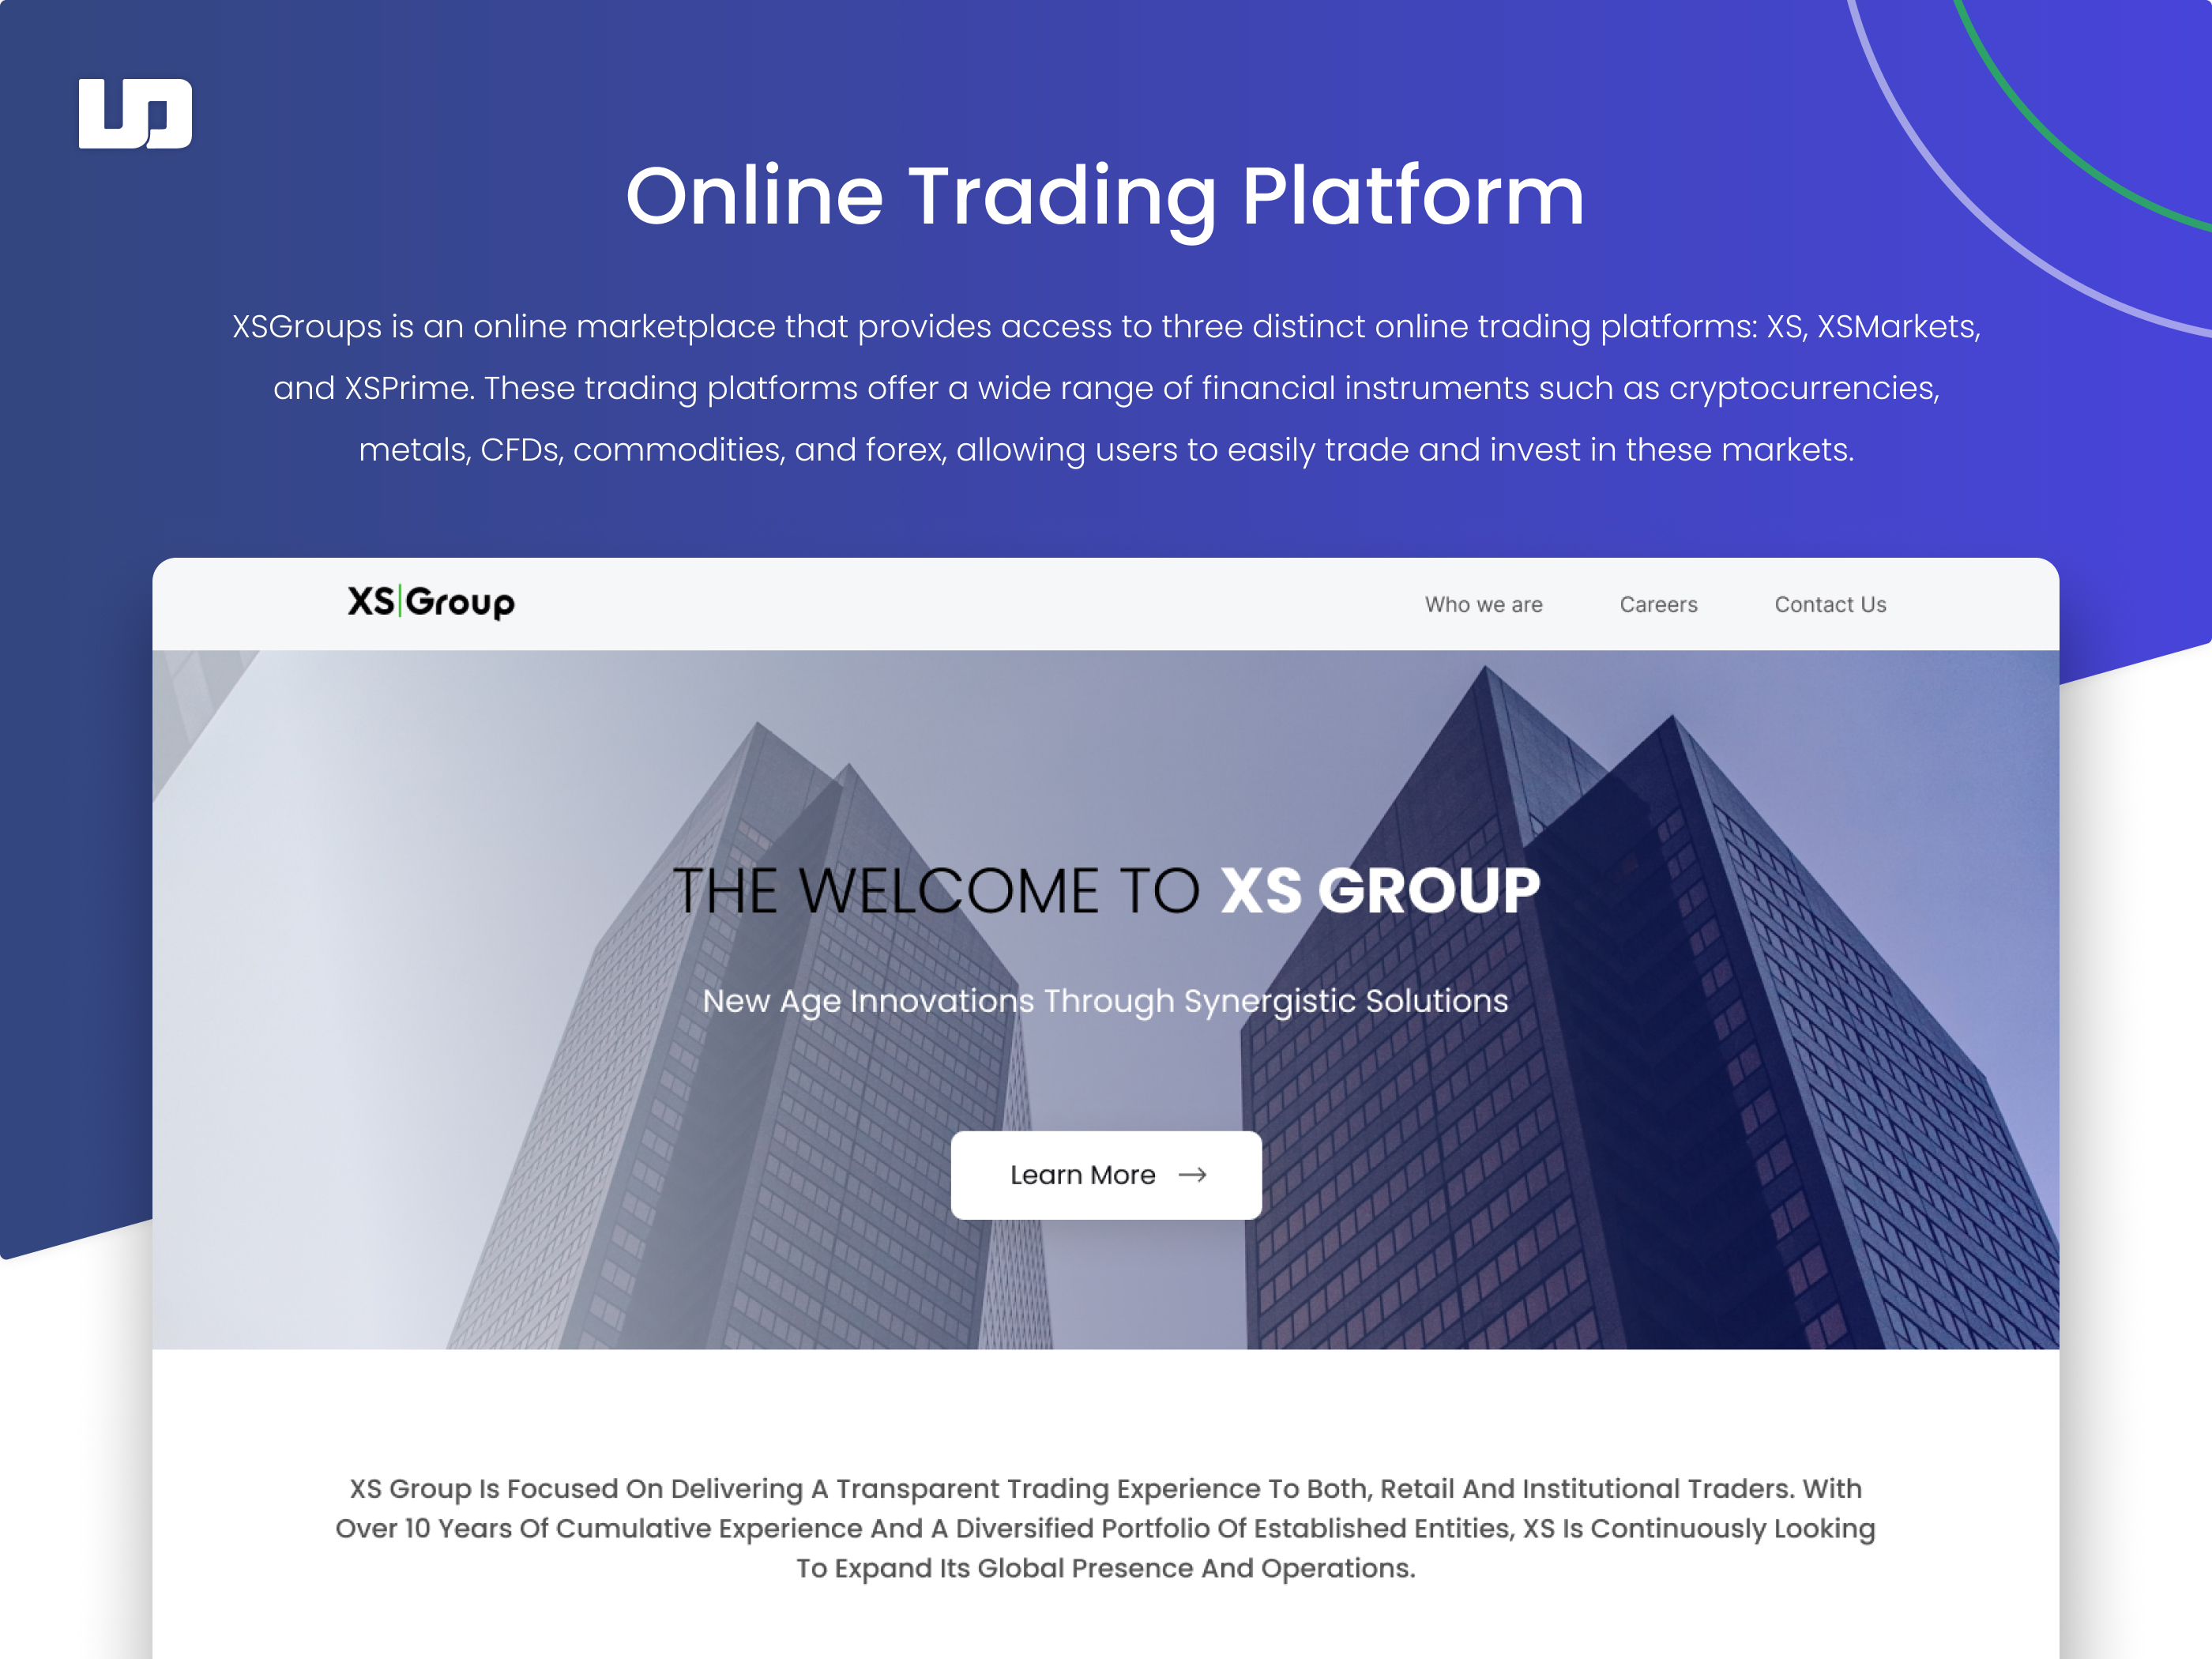 Online Trading Platform
XSGroups is an online marketplace that provides access to three distinct online trading platforms: XS, XSMarkets,
and XSPrime. These trading platforms offer a wide range of financial instruments such as cryptocurrencies,
metals, CFDs, commodities, and forex, allowing users to easily trade and invest in these markets.
XS|Group
Who we are Careers Contact Us
THE WELCOME TO XS GROUP
New Age Innovations Through Synergistic Solutions
Learn More →
XS Group Is Focused On Delivering A Transparent Trading Experience To Both, Retail And Institutional Traders. With
Over 10 Years Of Cumulative Experience And A Diversified Portfolio Of Established Entities, XS Is Continuously Looking
To Expand Its Global Presence And Operations.